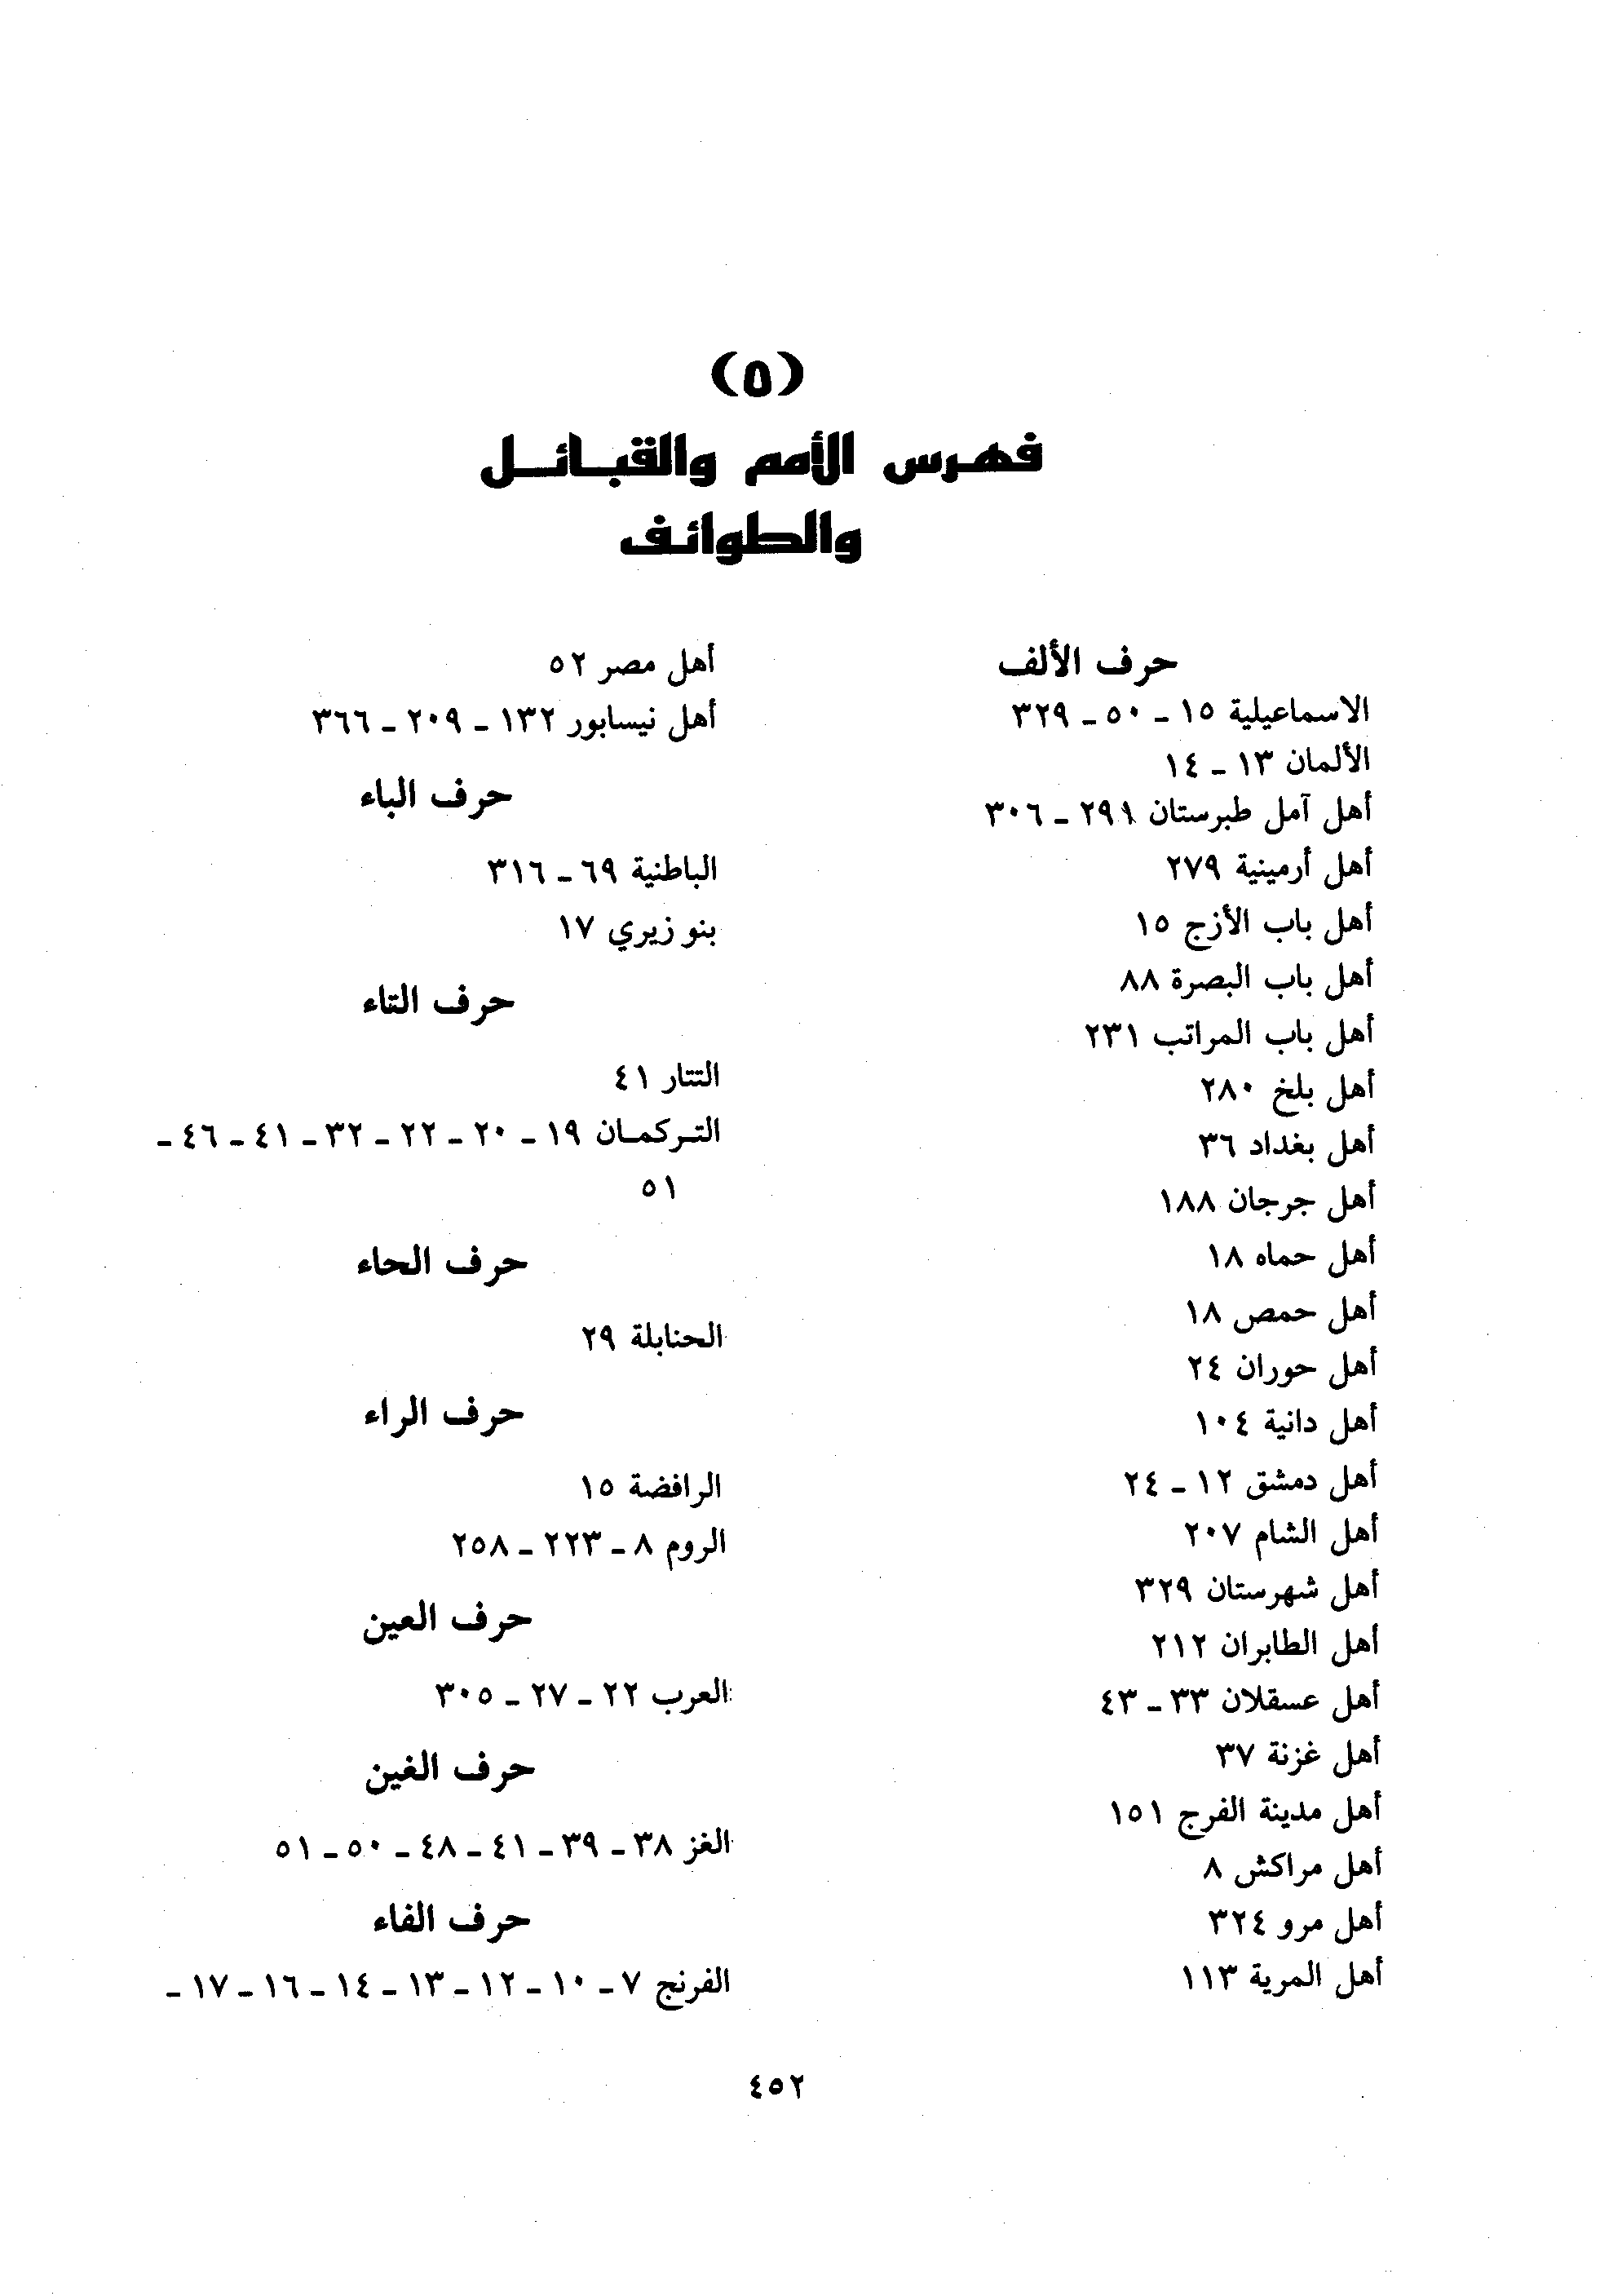 (٥)
فهرس الأمم والقبائل
والطوائف
حرف الألف
الاسماعيلية ١٥ - ٥٠ - ٣٢٩
الألمان ١٣ - ١٤
أهل آمل طبرستان ٢٩١ - ٣٠٦
أهل أرمينية ٢٧٩
أهل باب الأزج ١٥
أهل باب البصرة ٨٨
أهل باب المراتب ٢٣١
أهل بلخ ٢٨٠
أهل بغداد ٣٦
أهل جرجان ١٨٨
أهل حماه ١٨
أهل حمص ١٨
أهل حوران ٢٤
أهل دانية ١٠٤
أهل دمشق ١٢ - ٢٤
أهل الشام ٢٠٧
أهل شهرستان ٣٢٩
أهل الطابران ٢١٢
أهل عسقلان ٣٣ - ٤٣
أهل غزنة ٣٧
أهل مدينة الفرج ١٥١
أهل مراكش ٨
أهل مرو ٣٢٤
أهل المرية ١١٣
أهل مصر ٥٢
أهل نيسابور ١٣٢ - ٢٠٩ - ٣٦٦
حرف الباء
الباطنية ٦٩ - ٣١٦
بنو زيري ١٧
حرف التاء
التتار ٤١
التركمان ١٩ - ٢٠ - ٢٢ - ٣٢ - ٤١ - ٤٦ -
٥١
حرف الحاء
الحنابلة ٢٩
حرف الراء
الرافضة ١٥
الروم ٨ - ٢٢٣ - ٢٥٨
حرف العين
العرب ٢٢ - ٢٧ - ٣٠٥
حرف الغين
الغز ٣٨ - ٣٩ - ٤١ - ٤٨ - ٥٠ - ٥١
حرف الفاء
الفرنج ٧ - ١٠ - ١٢ - ١٣ - ١٤ - ١٦ - ١٧ -
٤٥٢